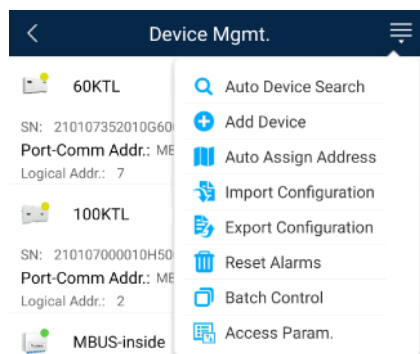 Device Mgmt.
60KTL
SN: 210107352010G60
Port-Comm Addr.: ME
Logical Addr.: 7
100KTL
SN: 210107000010H50
Port-Comm Addr.: ME
Logical Addr.: 2
MBUS-inside
Auto Device Search
Add Device
Auto Assign Address
Import Configuration
Export Configuration
Reset Alarms
Batch Control
Access Param.